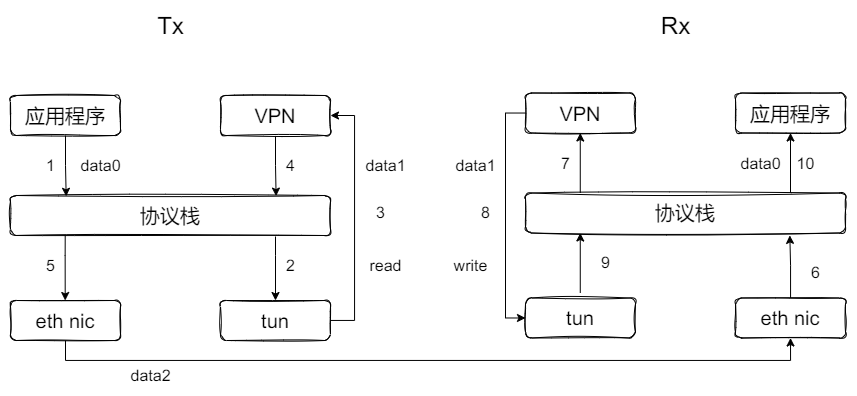 Tx
Rx
应用程序
VPN
VPN
应用程序
1
data0
4
data1
data1
7
data0
10
协议栈
3
8
协议栈
5
2
read
write
9
6
eth nic
tun
tun
eth nic
data2